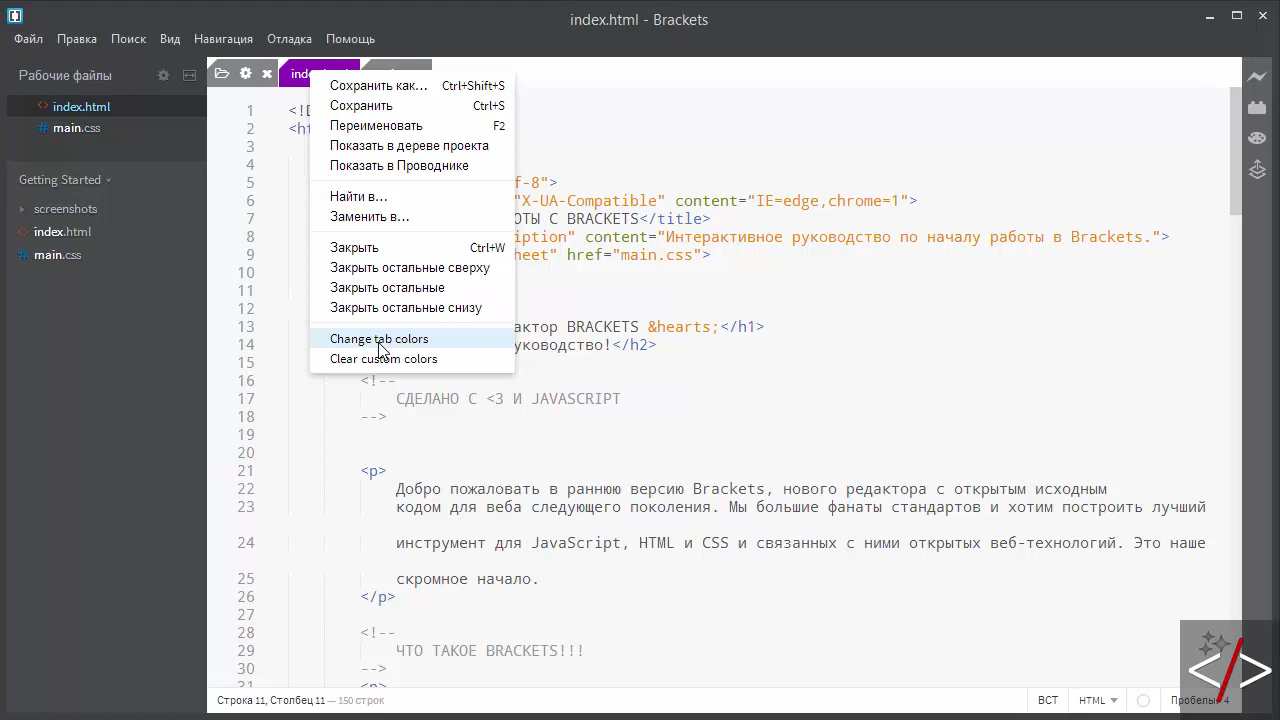 index.html - Brackets
Файл Правка Поиск Вид Навигация Отладка Помощь
Рабочие файлы
index.html
main.css
Getting Started
screenshots
index.html
main.css
Сохранить как... Ctrl+Shift+S
Сохранить Ctrl+S
Переименовать F2
Показать в дереве проекта
Показать в Проводнике
Найти в...
Заменить в...
Закрыть Ctrl+W
Закрыть остальные сверху
Закрыть остальные
Закрыть остальные снизу
Change tab colors
Clear custom colors
1
2 <ht
3
4
5 f-8">
6 "X-UA-Compatible" content="IE=edge,chrome=1">
7 ОТЫ С BRACKETS</title>
8 iption" content="Интерактивное руководство по началу работы в Brackets.">
9 heet" href="main.css">
10
11
12
13 актор BRACKETS &hearts;</h1>
14 уководство!</h2>
15
16 <!--
17 СДЕЛАНО С <3 И JAVASCRIPT
18 -->
19
20
21 <p>
22 Добро пожаловать в раннюю версию Brackets, нового редактора с открытым исходным
23 кодом для веба следующего поколения. Мы большие фанаты стандартов и хотим построить лучший
24 инструмент для JavaScript, HTML и CSS и связанных с ними открытых веб-технологий. Это наше
25 скромное начало.
26 </p>
27
28 <!--
29 ЧТО ТАКОЕ BRACKETS!!!
30 -->
31 <p>
Строка 11, Столбец 11 — 150 строк ВСТ HTML Пробелы: 4